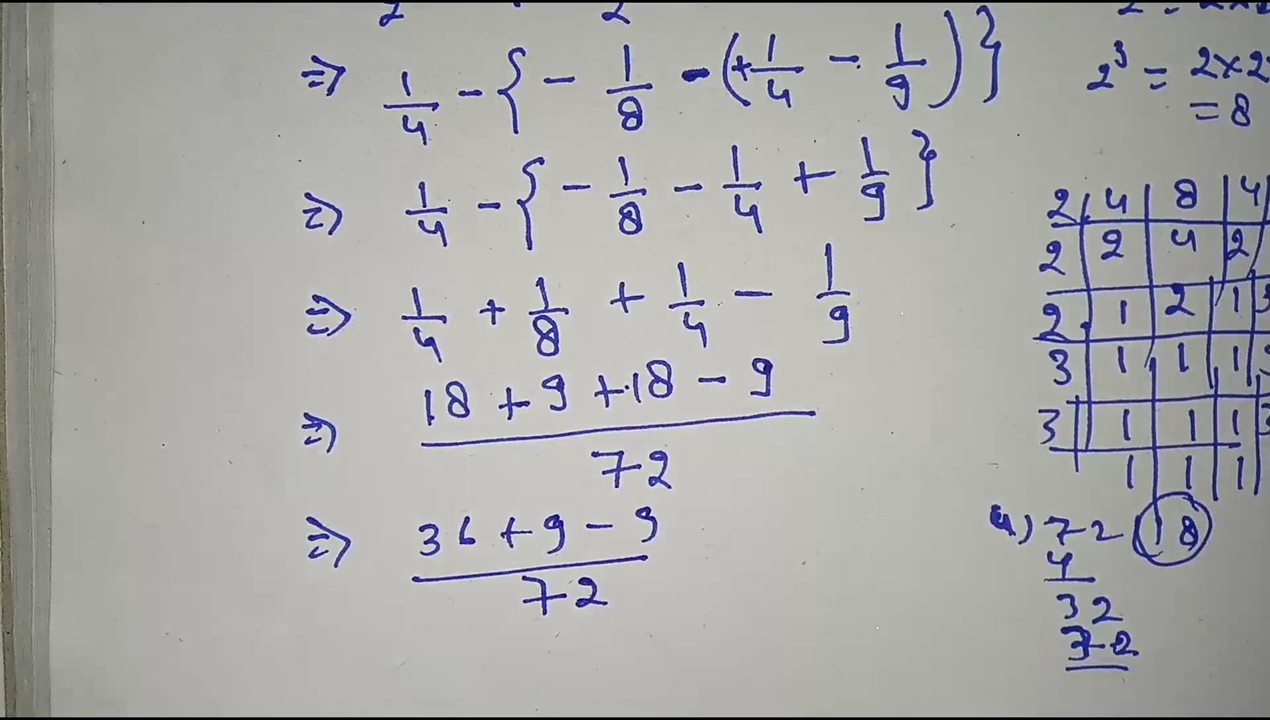 ⇒ 1/4 - { - 1/8 - (+1/4 - 1/9)}
⇒ 1/4 - { - 1/8 - 1/4 + 1/9 }
⇒ 1/4 + 1/8 + 1/4 - 1/9
⇒ 18 + 9 + 18 - 9
72
⇒ 36 + 9 - 9
72
2³ = 2×2
= 8
2 4 8 4
2 2 4 2
2 1 2 1
3 1 1 1
3 1 1 1
1 1 1
4) 72 (18
4
32